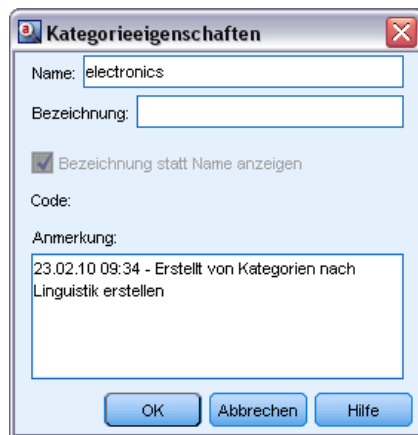 Kategorieeigenschaften
Name: electronics
Bezeichnung:
Bezeichnung statt Name anzeigen
Code:
Anmerkung:
23.02.10 09:34 - Erstellt von Kategorien nach
Linguistik erstellen
OK Abbrechen Hilfe